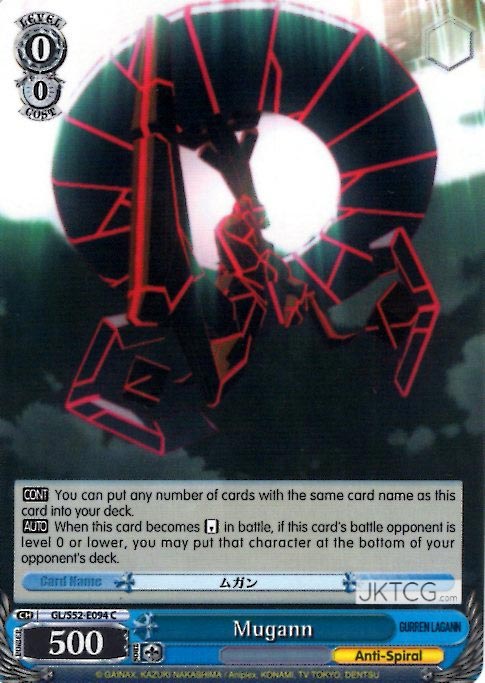 LEVEL
0
0
COST
CONT You can put any number of cards with the same card name as this
card into your deck.
AUTO When this card becomes in battle, if this card's battle opponent is
level 0 or lower, you may put that character at the bottom of your
opponent's deck.
Card Name ムガン
JKTCG.com
CH GL/S52-E094 C
POWER 500 SOUL Mugann GURREN LAGANN
Anti-Spiral
© GAINAX, KAZUKI NAKASHIMA / Aniplex, KONAMI, TV TOKYO, DENTSU